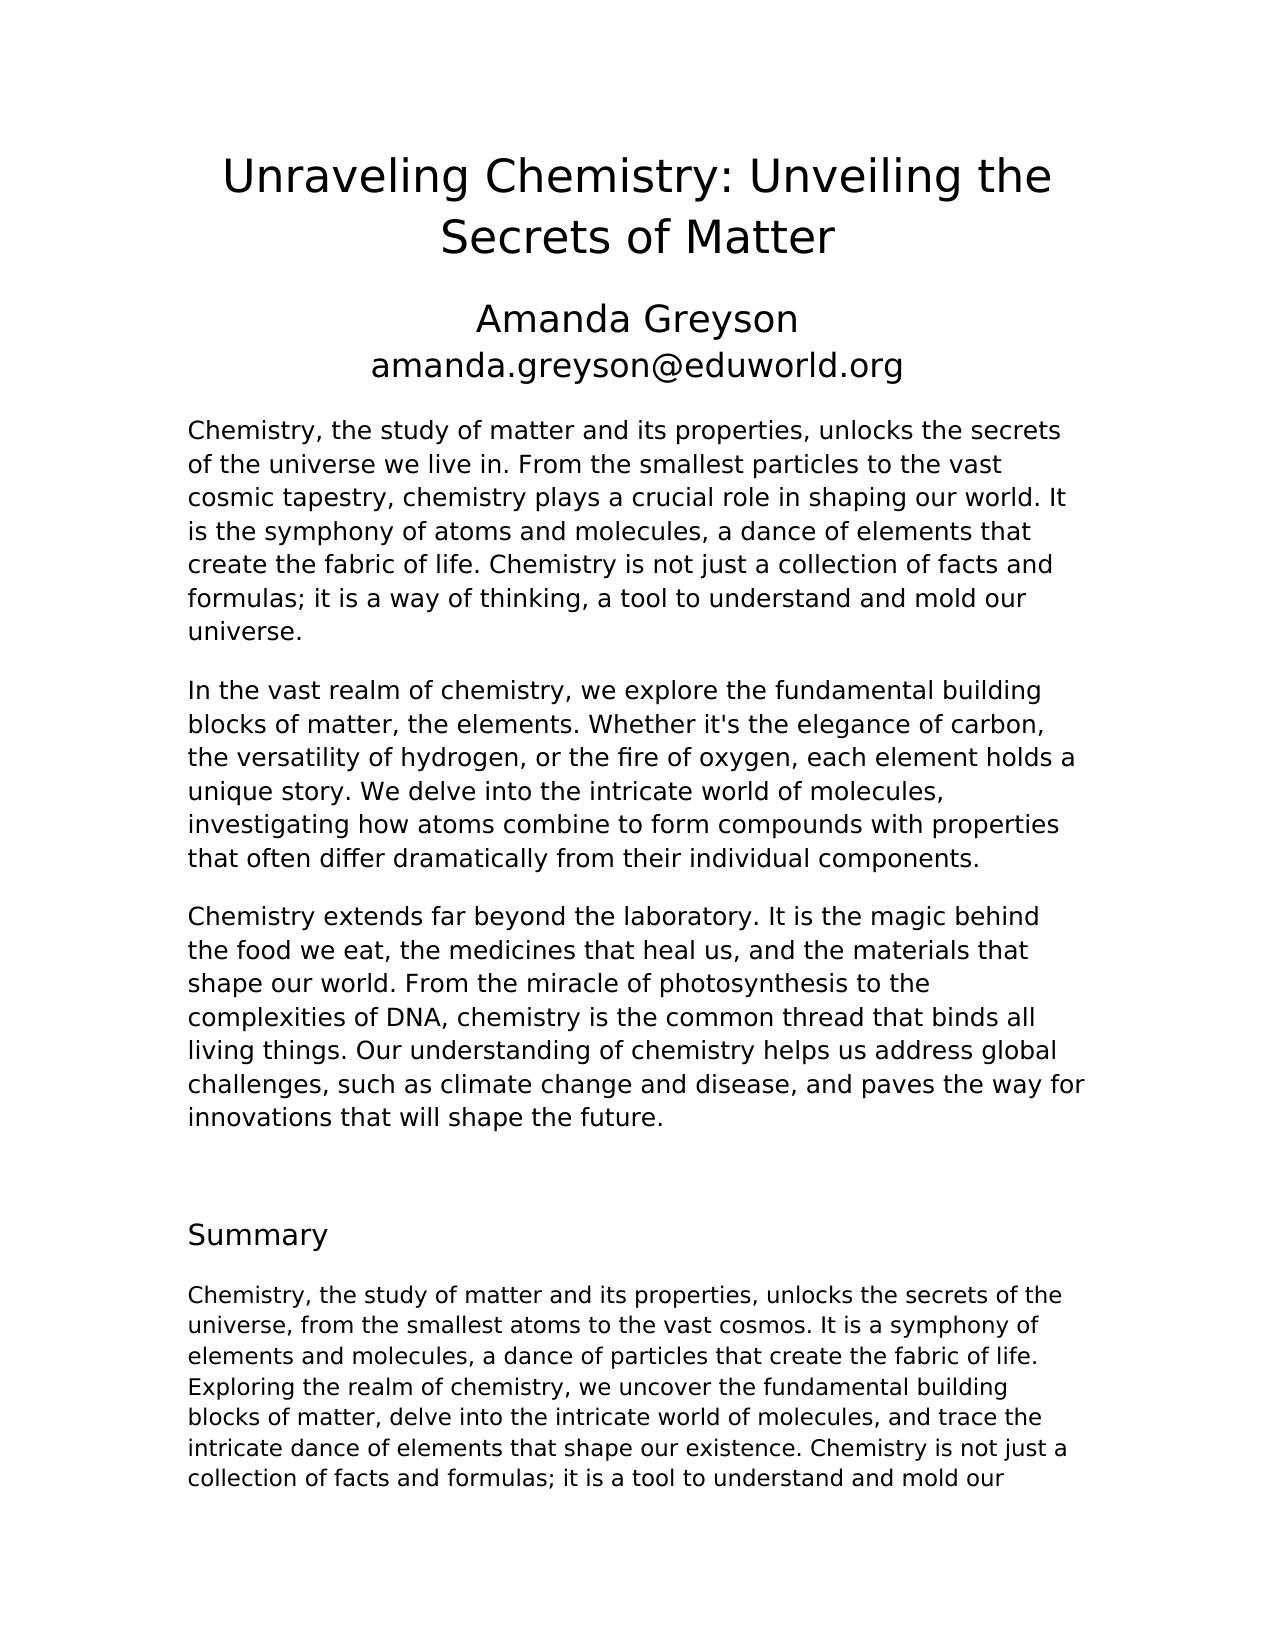 Unraveling Chemistry: Unveiling the
Secrets of Matter
Amanda Greyson
amanda.greyson@eduworld.org
Chemistry, the study of matter and its properties, unlocks the secrets
of the universe we live in. From the smallest particles to the vast
cosmic tapestry, chemistry plays a crucial role in shaping our world. It
is the symphony of atoms and molecules, a dance of elements that
create the fabric of life. Chemistry is not just a collection of facts and
formulas; it is a way of thinking, a tool to understand and mold our
universe.
In the vast realm of chemistry, we explore the fundamental building
blocks of matter, the elements. Whether it's the elegance of carbon,
the versatility of hydrogen, or the fire of oxygen, each element holds a
unique story. We delve into the intricate world of molecules,
investigating how atoms combine to form compounds with properties
that often differ dramatically from their individual components.
Chemistry extends far beyond the laboratory. It is the magic behind
the food we eat, the medicines that heal us, and the materials that
shape our world. From the miracle of photosynthesis to the
complexities of DNA, chemistry is the common thread that binds all
living things. Our understanding of chemistry helps us address global
challenges, such as climate change and disease, and paves the way for
innovations that will shape the future.
Summary
Chemistry, the study of matter and its properties, unlocks the secrets of the
universe, from the smallest atoms to the vast cosmos. It is a symphony of
elements and molecules, a dance of particles that create the fabric of life.
Exploring the realm of chemistry, we uncover the fundamental building
blocks of matter, delve into the intricate world of molecules, and trace the
intricate dance of elements that shape our existence. Chemistry is not just a
collection of facts and formulas; it is a tool to understand and mold our